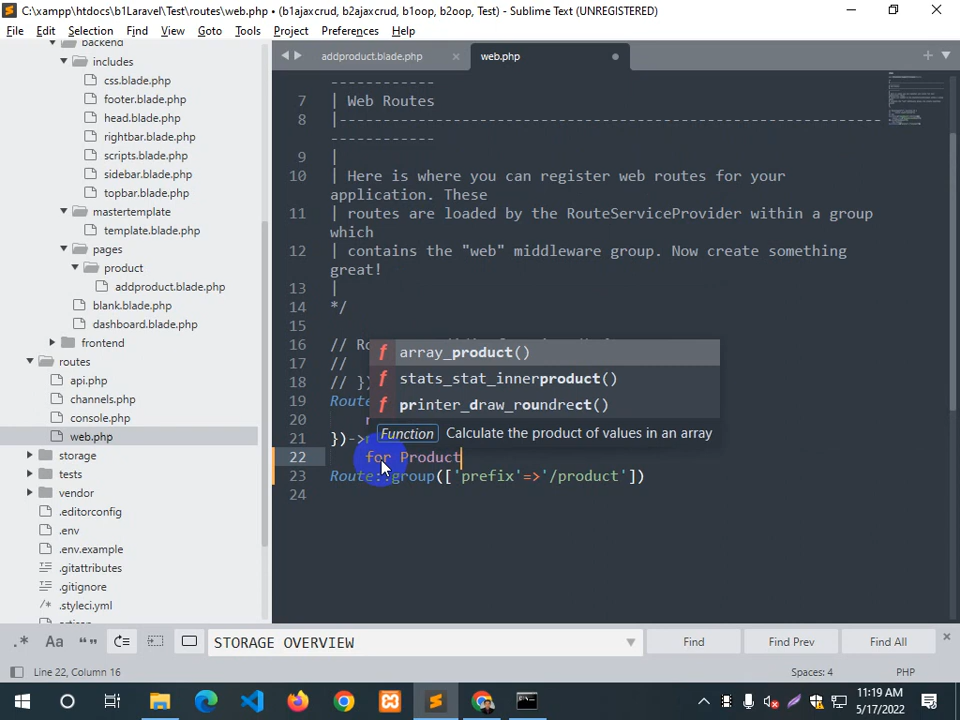 C:\xampp\htdocs\b1Laravel\Test\routes\web.php • (b1ajaxcrud, b2ajaxcrud, b1oop, b2oop, Test) - Sublime Text (UNREGISTERED)
File Edit Selection Find View Goto Tools Project Preferences Help
backend
includes
css.blade.php
footer.blade.php
head.blade.php
rightbar.blade.php
scripts.blade.php
sidebar.blade.php
topbar.blade.php
mastertemplate
template.blade.php
pages
product
addproduct.blade.php
blank.blade.php
dashboard.blade.php
frontend
routes
api.php
channels.php
console.php
web.php
storage
tests
vendor
.editorconfig
.env
.env.example
.gitattributes
.gitignore
.styleci.yml
addproduct.blade.php
web.php
------------
7 | Web Routes
8 |---------------------------------------------------------------
------------
9 |
10 | Here is where you can register web routes for your
application. These
11 | routes are loaded by the RouteServiceProvider within a group
which
12 | contains the "web" middleware group. Now create something
great!
13 |
14 */
15
16 // Ro
17 //
18 // }
19 Route
20
21 })->
22 for Product
23 Route::group(['prefix'=>'/product'])
24
f array_product()
f stats_stat_innerproduct()
f printer_draw_roundrect()
Function Calculate the product of values in an array
.* Aa “ ” STORAGE OVERVIEW Find Find Prev Find All
Line 22, Column 16 Spaces: 4 PHP
11:19 AM
5/17/2022